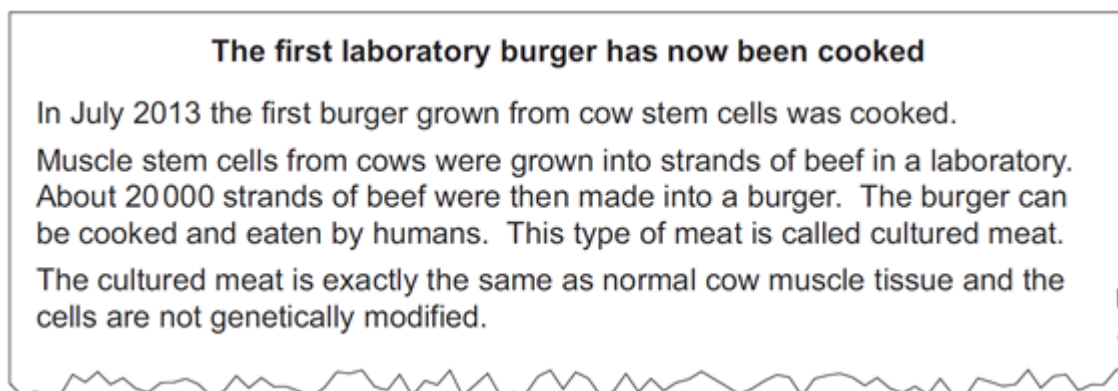 The first laboratory burger has now been cooked
In July 2013 the first burger grown from cow stem cells was cooked.
Muscle stem cells from cows were grown into strands of beef in a laboratory.
About 20 000 strands of beef were then made into a burger. The burger can
be cooked and eaten by humans. This type of meat is called cultured meat.
The cultured meat is exactly the same as normal cow muscle tissue and the
cells are not genetically modified.